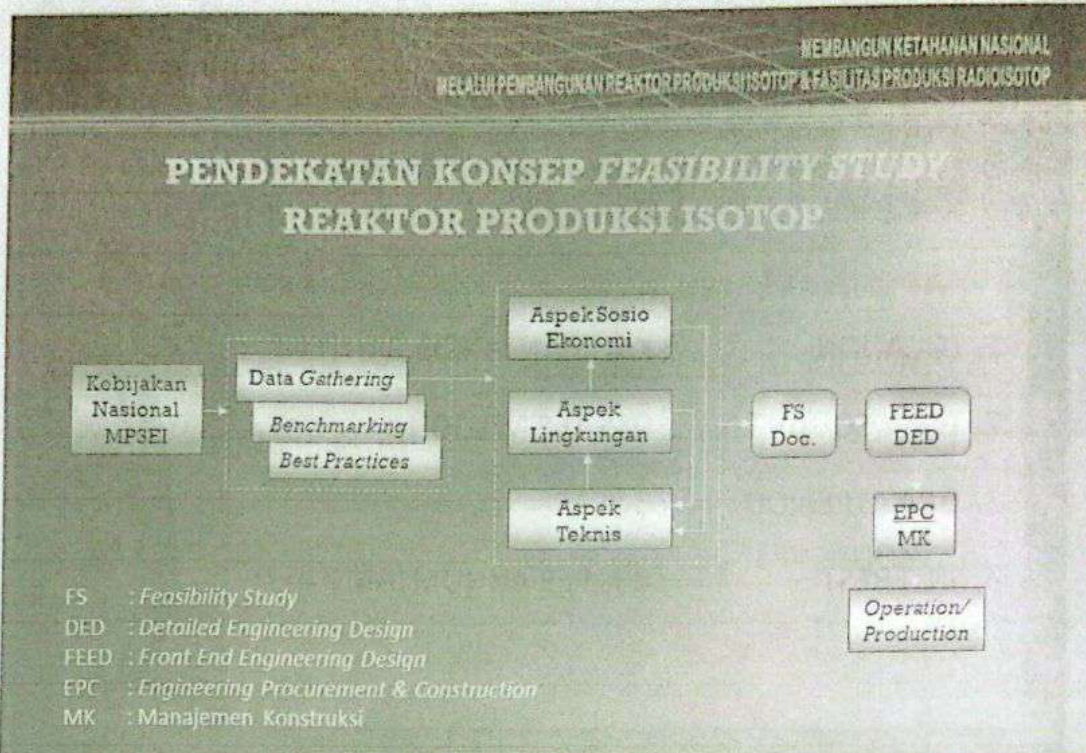 MEMBANGUN KETAHANAN NASIONAL
MELALUI PEMBANGUNAN REAKTOR PRODUKSI ISOTOP & FASILITAS PRODUKSI RADIOISOTOP
PENDEKATAN KONSEP FEASIBILITY STUDY
REAKTOR PRODUKSI ISOTOP
Kebijakan
Nasional
MP3EI
Data Gathering
Benchmarking
Best Practices
Aspek Sosio
Ekonomi
Aspek
Lingkungan
Aspek
Teknis
FS
Doc.
FEED
DED
EPC
MK
Operation/
Production
FS : Feasibility Study
DED : Detailed Engineering Design
FEED : Front End Engineering Design
EPC : Engineering Procurement & Construction
MK : Manajemen Konstruksi